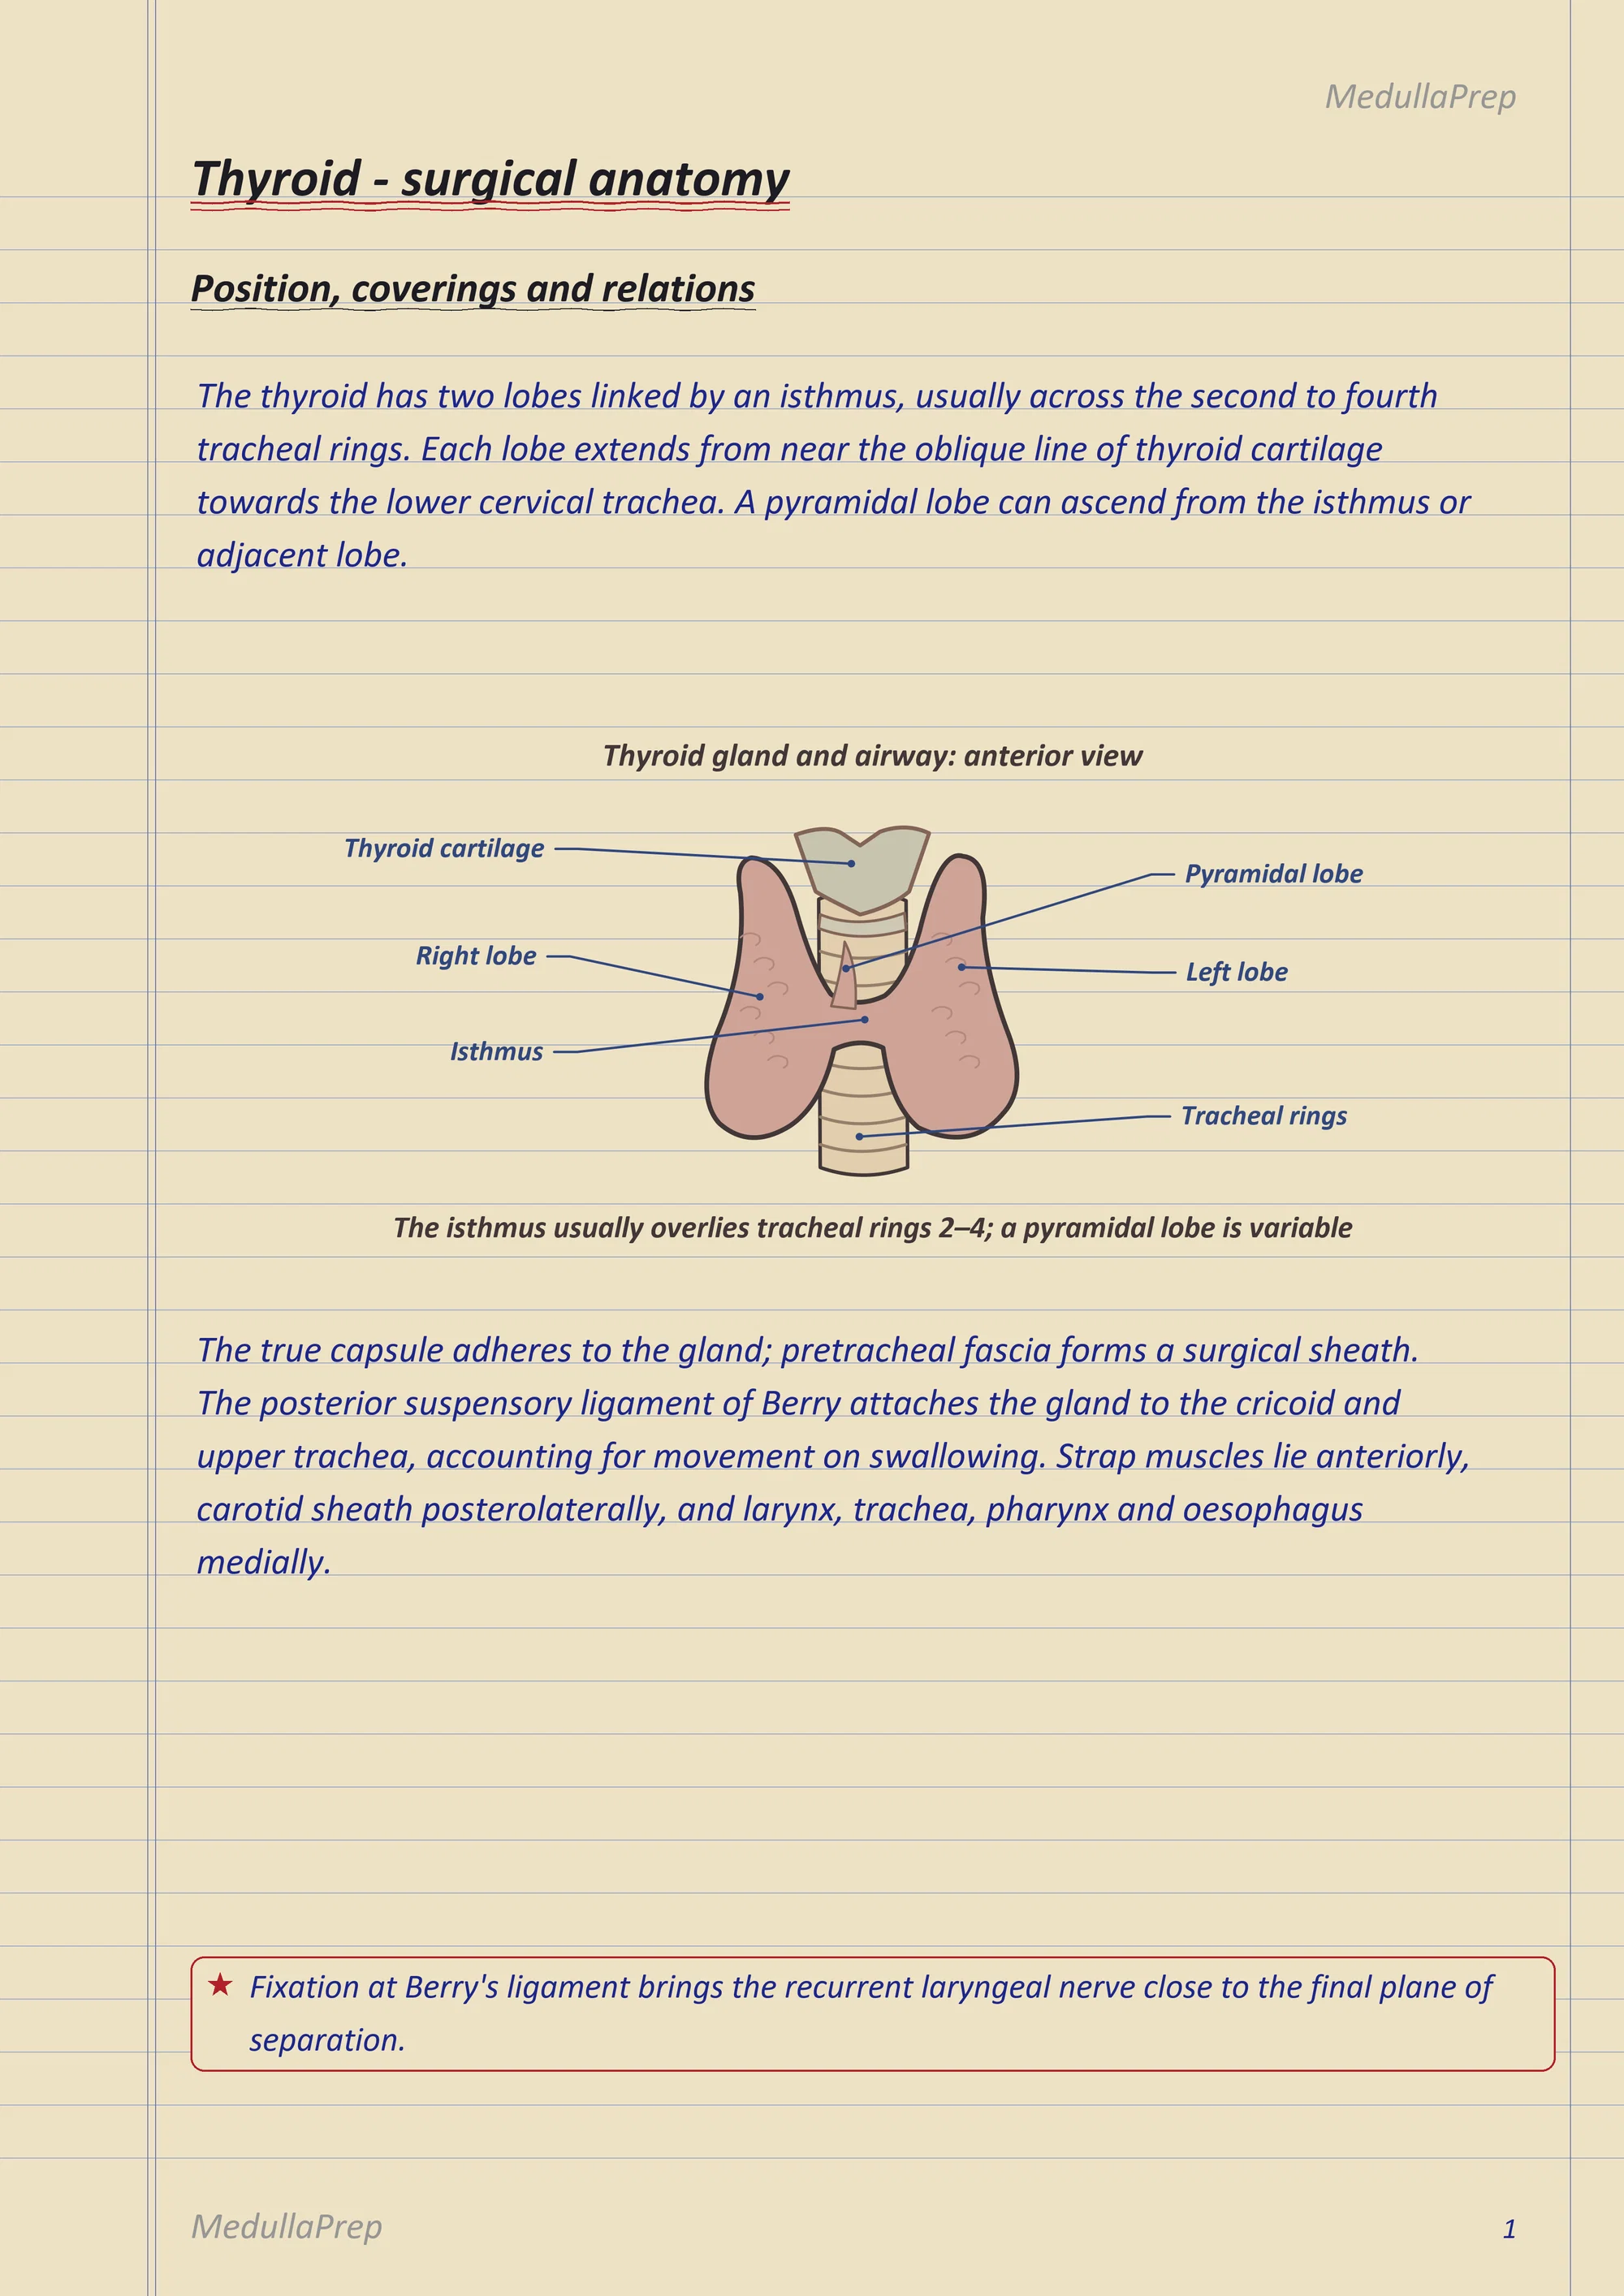 MedullaPrep
Thyroid - surgical anatomy
Position, coverings and relations
The thyroid has two lobes linked by an isthmus, usually across the second to fourth
tracheal rings. Each lobe extends from near the oblique line of thyroid cartilage
towards the lower cervical trachea. A pyramidal lobe can ascend from the isthmus or
adjacent lobe.
Thyroid gland and airway: anterior view
Thyroid cartilage
Pyramidal lobe
Right lobe
Left lobe
Isthmus
Tracheal rings
The isthmus usually overlies tracheal rings 2–4; a pyramidal lobe is variable
The true capsule adheres to the gland; pretracheal fascia forms a surgical sheath.
The posterior suspensory ligament of Berry attaches the gland to the cricoid and
upper trachea, accounting for movement on swallowing. Strap muscles lie anteriorly,
carotid sheath posterolaterally, and larynx, trachea, pharynx and oesophagus
medially.
★ Fixation at Berry's ligament brings the recurrent laryngeal nerve close to the final plane of
separation.
MedullaPrep
1